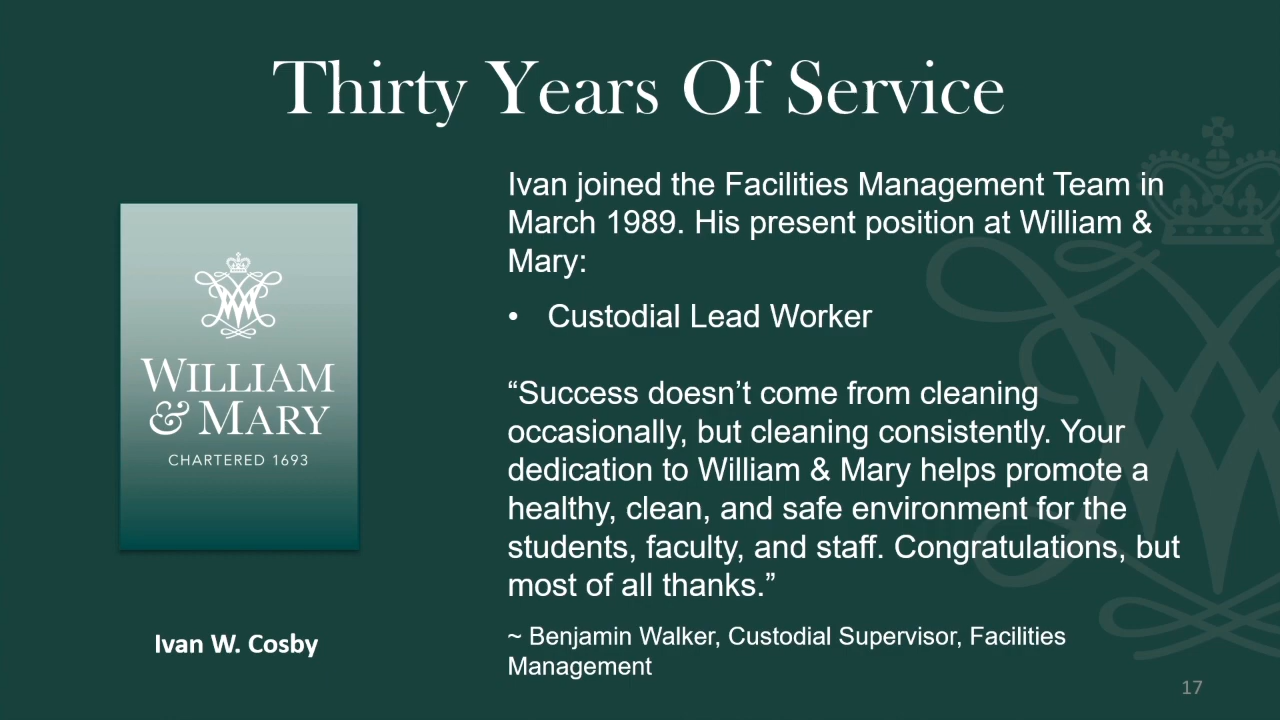 Thirty Years Of Service
WILLIAM
& MARY
CHARTERED 1693
Ivan W. Cosby
Ivan joined the Facilities Management Team in
March 1989. His present position at William &
Mary:
• Custodial Lead Worker
“Success doesn’t come from cleaning
occasionally, but cleaning consistently. Your
dedication to William & Mary helps promote a
healthy, clean, and safe environment for the
students, faculty, and staff. Congratulations, but
most of all thanks.”
~ Benjamin Walker, Custodial Supervisor, Facilities
Management
17